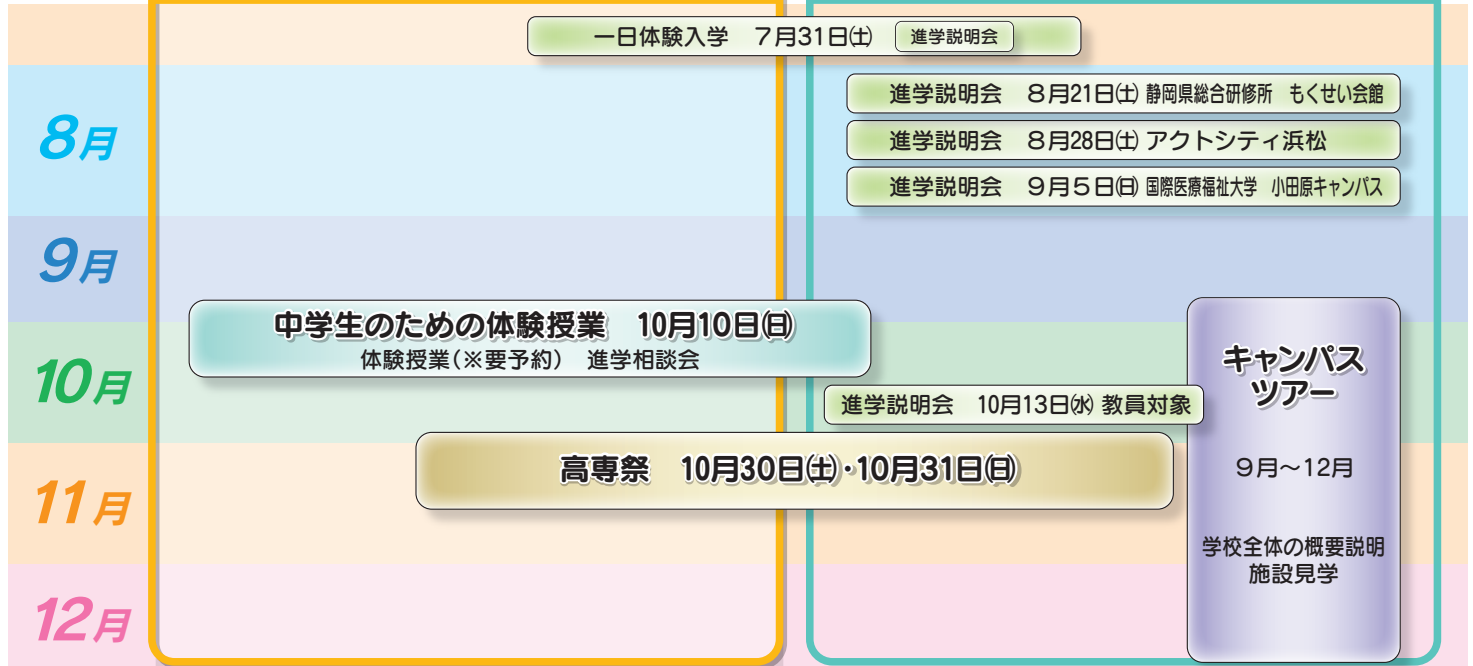 一日体験入学　７月31日㈯　進学説明会
8月
進学説明会　８月21日㈯ 静岡県総合研修所　もくせい会館
進学説明会　８月28日㈯ アクトシティ浜松
進学説明会　９月５日㈰ 国際医療福祉大学　小田原キャンパス
9月
中学生のための体験授業　10月10日㈰
体験授業（※要予約）　進学相談会
10月
進学説明会　10月13日㈬ 教員対象
キャンパス
ツアー
９月～12月
学校全体の概要説明
施設見学
高専祭　10月30日㈯・10月31日㈰
11月
12月